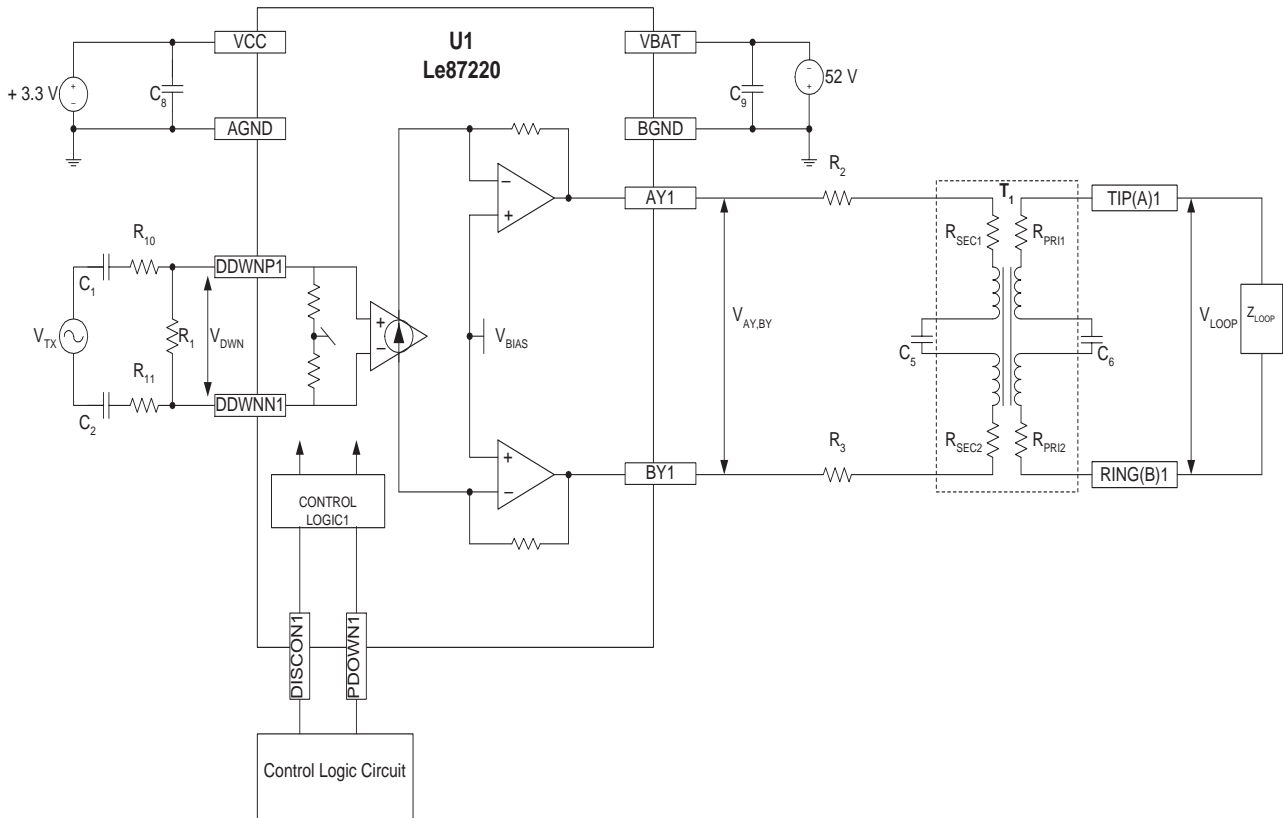 U1
Le87220
VCC
VBAT
+ 3.3 V
C8
C9
52 V
AGND
BGND
R2
T1
AY1
TIP(A)1
RSEC1
RPRI1
R10
C1
DDWNP1
VTX
R1
VDWN
+
−
VBIAS
VAY,BY
C5
C6
VLOOP
ZLOOP
R11
C2
DDWNN1
R3
RSEC2
RPRI2
BY1
RING(B)1
CONTROL
LOGIC1
DISCON1
PDOWN1
Control Logic Circuit